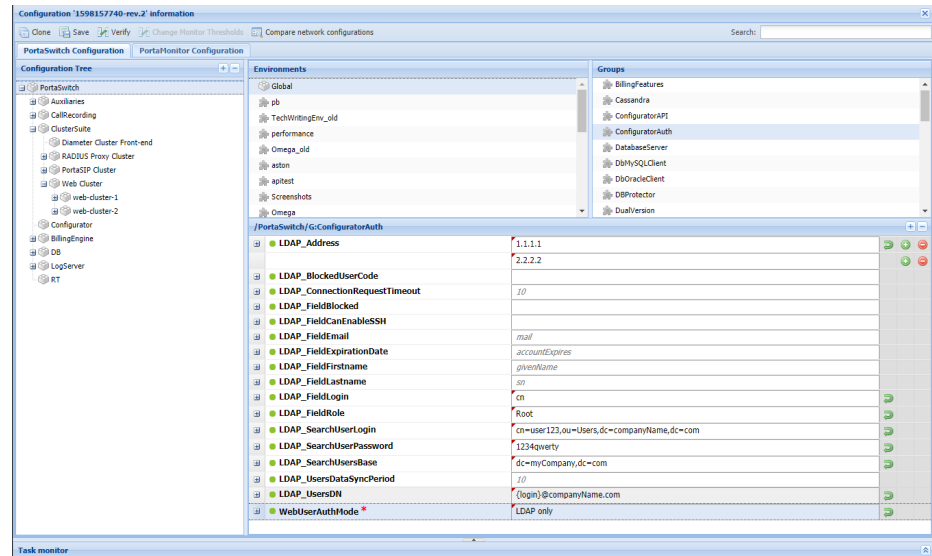 Configuration '1598157740-rev.2' information
Clone Save Verify Change Monitor Thresholds Compare network configurations Search:
PortaSwitch Configuration PortaMonitor Configuration
Configuration Tree
PortaSwitch
Auxiliaries
CallRecording
ClusterSuite
Diameter Cluster Front-end
RADIUS Proxy Cluster
PortaSIP Cluster
Web Cluster
web-cluster-1
web-cluster-2
Configurator
BillingEngine
DB
LogServer
RT
Environments
Global
pb
TechWritingEnv_old
performance
Omega_old
aston
apitest
Screenshots
Omega
Groups
BillingFeatures
Cassandra
ConfiguratorAPI
ConfiguratorAuth
DatabaseServer
DbMySQLClient
DbOracleClient
DBProtector
DualVersion
/PortaSwitch/G:ConfiguratorAuth
LDAP_Address 1.1.1.1
2.2.2.2
LDAP_BlockedUserCode
LDAP_ConnectionRequestTimeout 10
LDAP_FieldBlocked
LDAP_FieldCanEnableSSH
LDAP_FieldEmail mail
LDAP_FieldExpirationDate accountExpires
LDAP_FieldFirstname givenName
LDAP_FieldLastname sn
LDAP_FieldLogin cn
LDAP_FieldRole Root
LDAP_SearchUserLogin cn=user123,ou=Users,dc=companyName,dc=com
LDAP_SearchUserPassword 1234qwerty
LDAP_SearchUsersBase dc=myCompany,dc=com
LDAP_UsersDataSyncPeriod 10
LDAP_UsersDN {login}@companyName.com
WebUserAuthMode * LDAP only
Task monitor